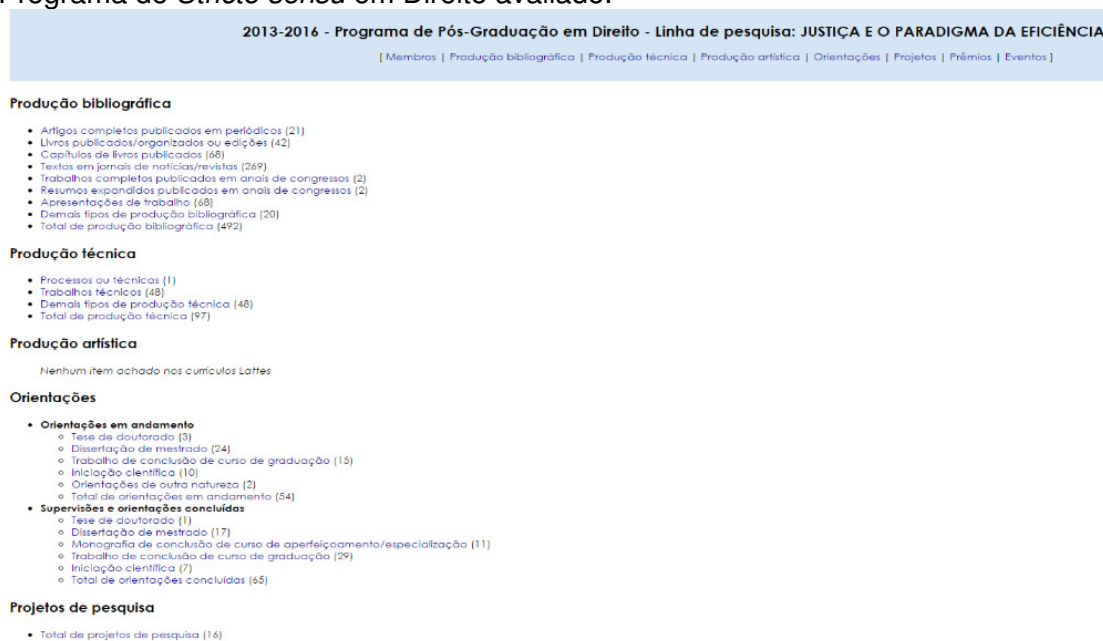 Programa de Stricto sensu em Direito avaliado.
2013-2016 - Programa de Pós-Graduação em Direito - Linha de pesquisa: JUSTIÇA E O PARADIGMA DA EFICIÊNCIA
[ Membros | Produção bibliográfica | Produção técnica | Produção artística | Orientações | Projetos | Prêmios | Eventos ]
Produção bibliográfica
• Artigos completos publicados em periódicos (21)
• Livros publicados/organizados ou edições (42)
• Capítulos de livros publicados (68)
• Textos em jornais de notícias/revistas (269)
• Trabalhos completos publicados em anais de congressos (2)
• Resumos expandidos publicados em anais de congressos (2)
• Apresentações de trabalho (68)
• Demais tipos de produção bibliográfica (20)
• Total de produção bibliográfica (492)
Produção técnica
• Processos ou técnicas (1)
• Trabalhos técnicos (48)
• Demais tipos de produção técnica (48)
• Total de produção técnica (97)
Produção artística
Nenhum item achado nos currículos Lattes
Orientações
• Orientações em andamento
◦ Tese de doutorado (3)
◦ Dissertação de mestrado (24)
◦ Trabalho de conclusão de curso de graduação (15)
◦ Iniciação científica (10)
◦ Orientações de outra natureza (2)
◦ Total de orientações em andamento (54)
• Supervisões e orientações concluídas
◦ Tese de doutorado (1)
◦ Dissertação de mestrado (17)
◦ Monografia de conclusão de curso de aperfeiçoamento/especialização (11)
◦ Trabalho de conclusão de curso de graduação (29)
◦ Iniciação científica (7)
◦ Total de orientações concluídas (65)
Projetos de pesquisa
• Total de projetos de pesquisa (16)